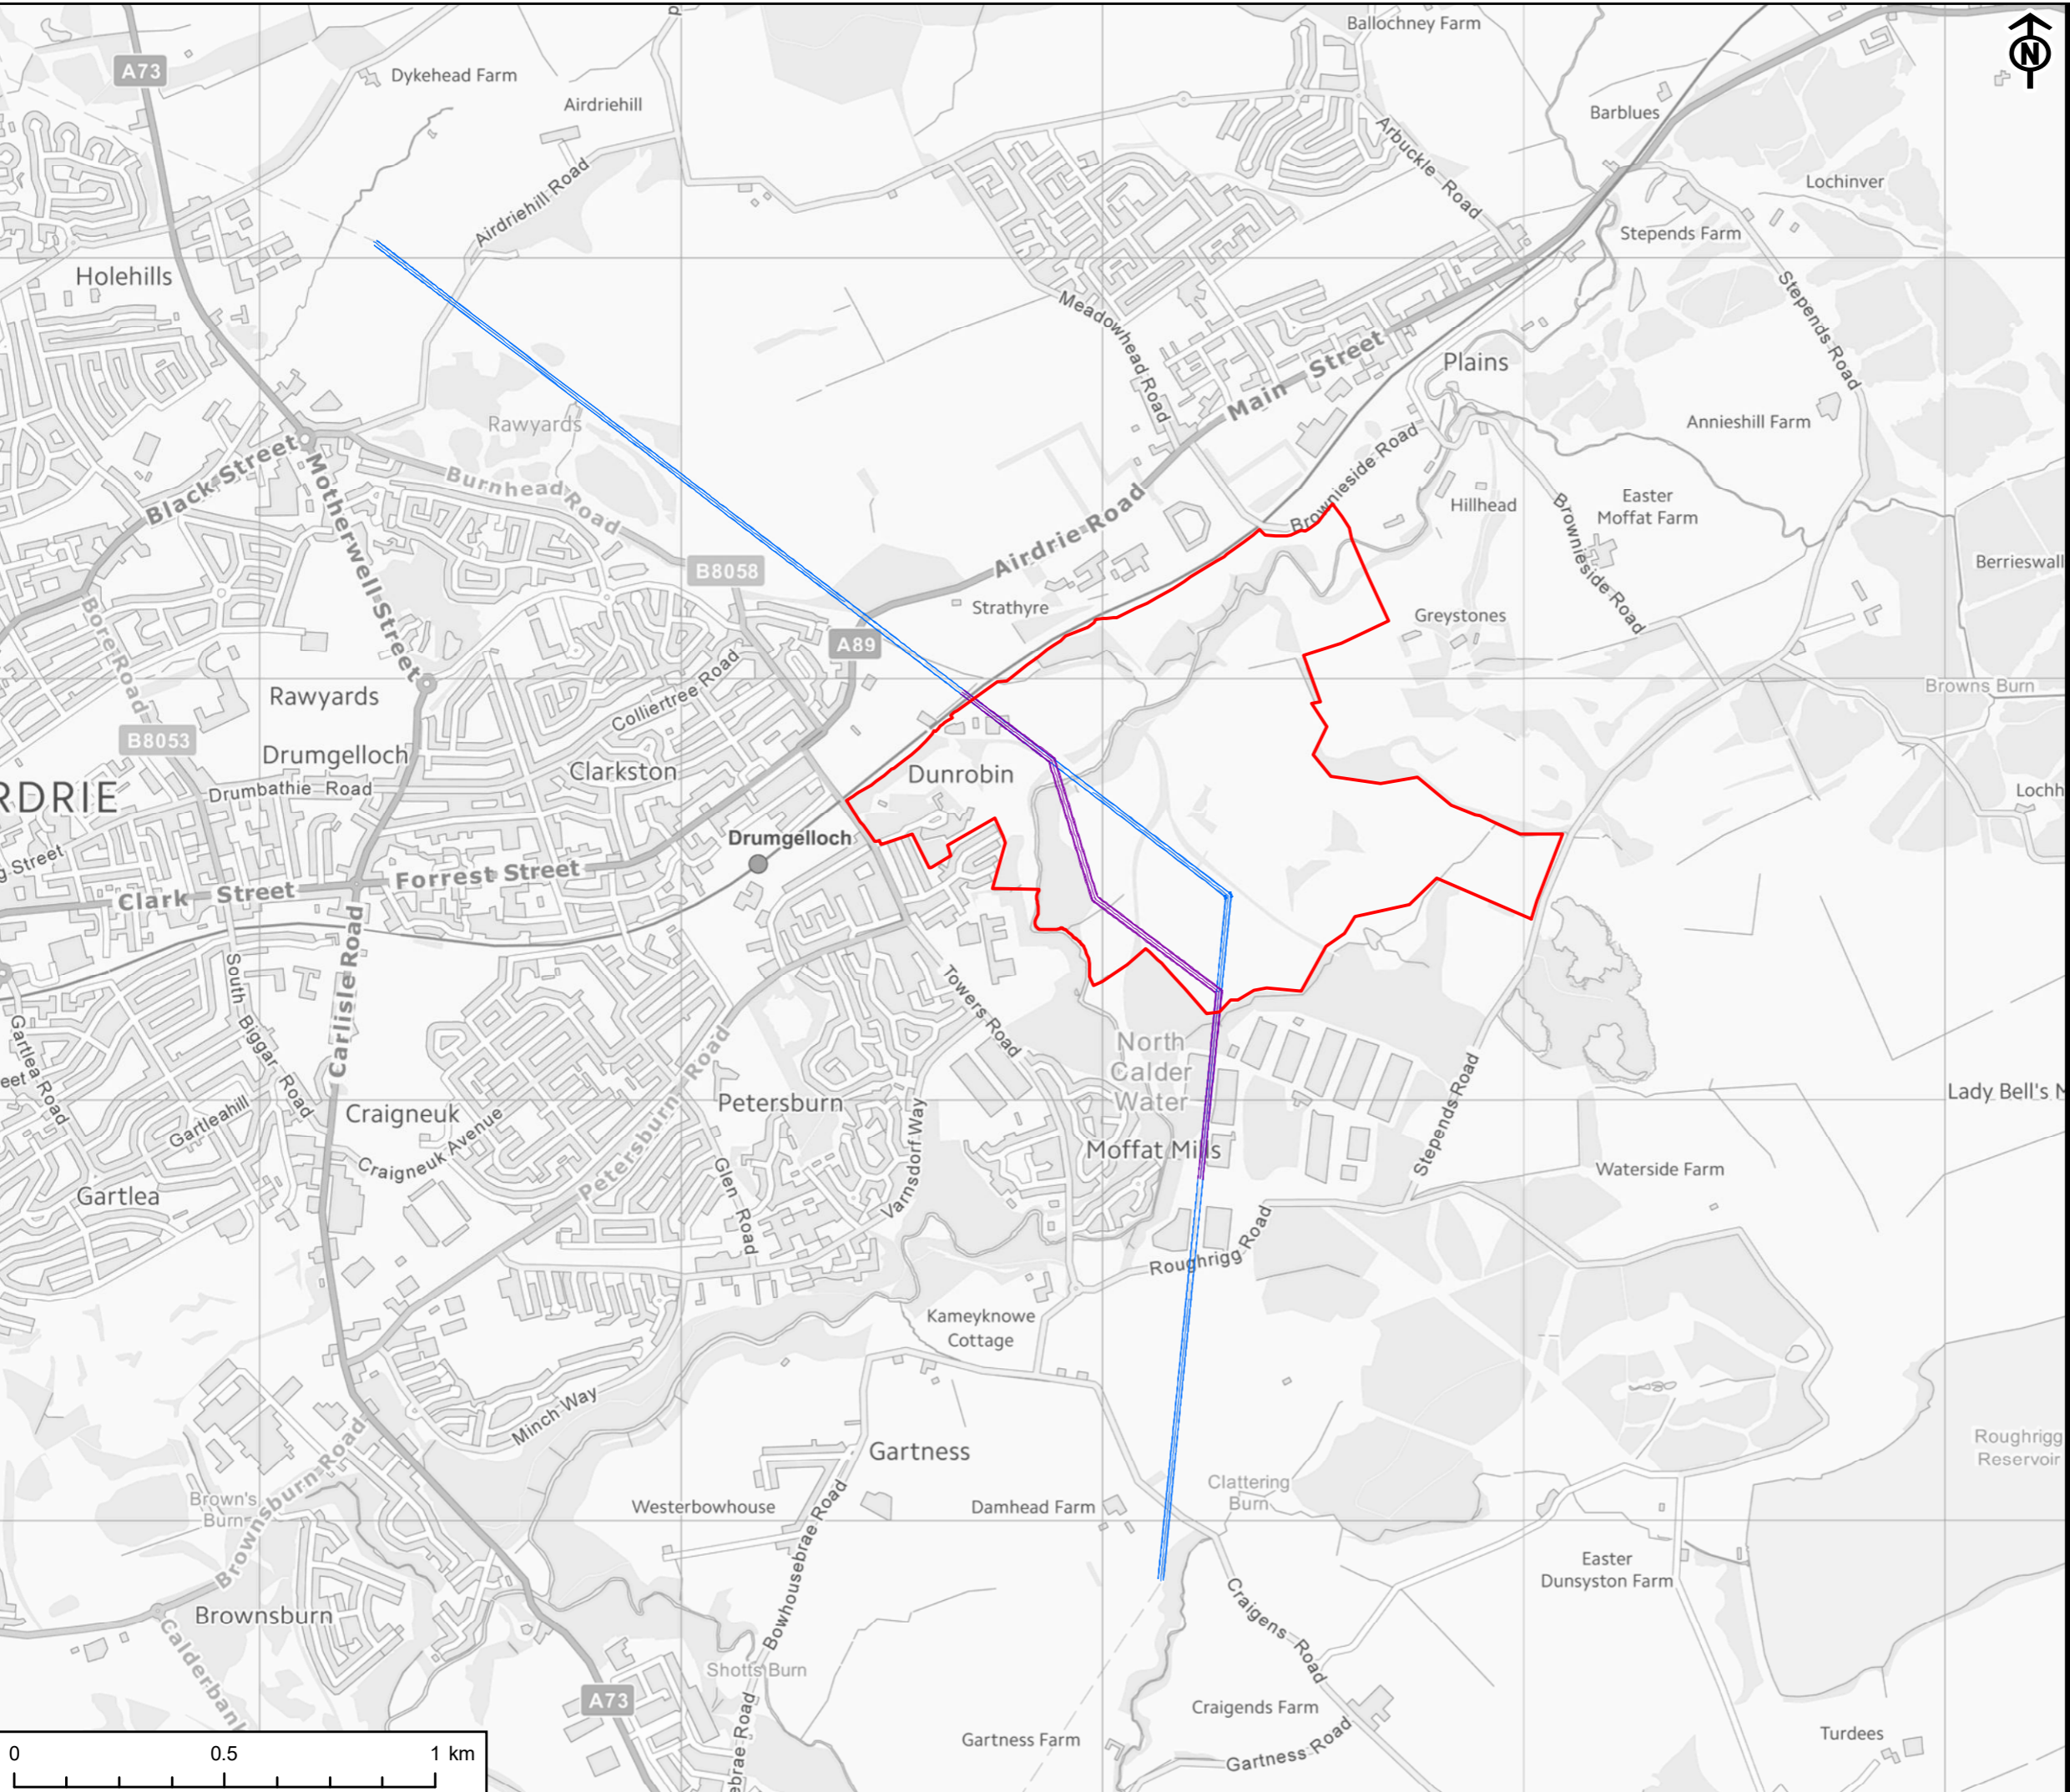 Ballochney Farm
N
A73
Dykehead Farm
Airdriehill
Barblues
Arbuckle Road
Lochinver
Airdriehill Road
Stepends Farm
Holehills
Meadowhead Road
Stepends Road
Main Street
Plains
Rawyards
Annieshill Farm
Black Street
Burnhead Road
Motherwell Street
Brownieside Road
Airdrie Road
Hillhead
Easter
Moffat Farm
Brownieside Road
B8058
Berrieswall
Bore Road
Strathyre
Greystones
A89
Colliertree Road
Rawyards
Browns Burn
B8053
Drumgelloch
Clarkston
Dunrobin
Drumbathie Road
RDRIE
Lochh
Drumgelloch
g Street
Forrest Street
Clark Street
Carlisle Road
South Biggar Road
Towers Road
Gartlea Road
eet
North
Calder
Water
Petersburn Road
Stepends Road
Lady Bell's M
Petersburn
Craigneuk
Gartleahill
Craigneuk Avenue
Varnsdorf Way
Moffat Mills
Glen Road
Waterside Farm
Gartlea
Roughrigg Road
Kameyknowe
Cottage
Minch Way
Gartness
Roughrigg
Reservoir
Clattering
Burn
Brown's
Burn
Brownsburn Road
Westerbowhouse
Damhead Farm
Bowhousebrae Road
Easter
Dunsyston Farm
Brownsburn
Craigens Road
Calderbank
Shotts Burn
A73
ebrae Road
Craigends Farm
Gartness Farm
Gartness Road
Turdees
0 0.5 1 km